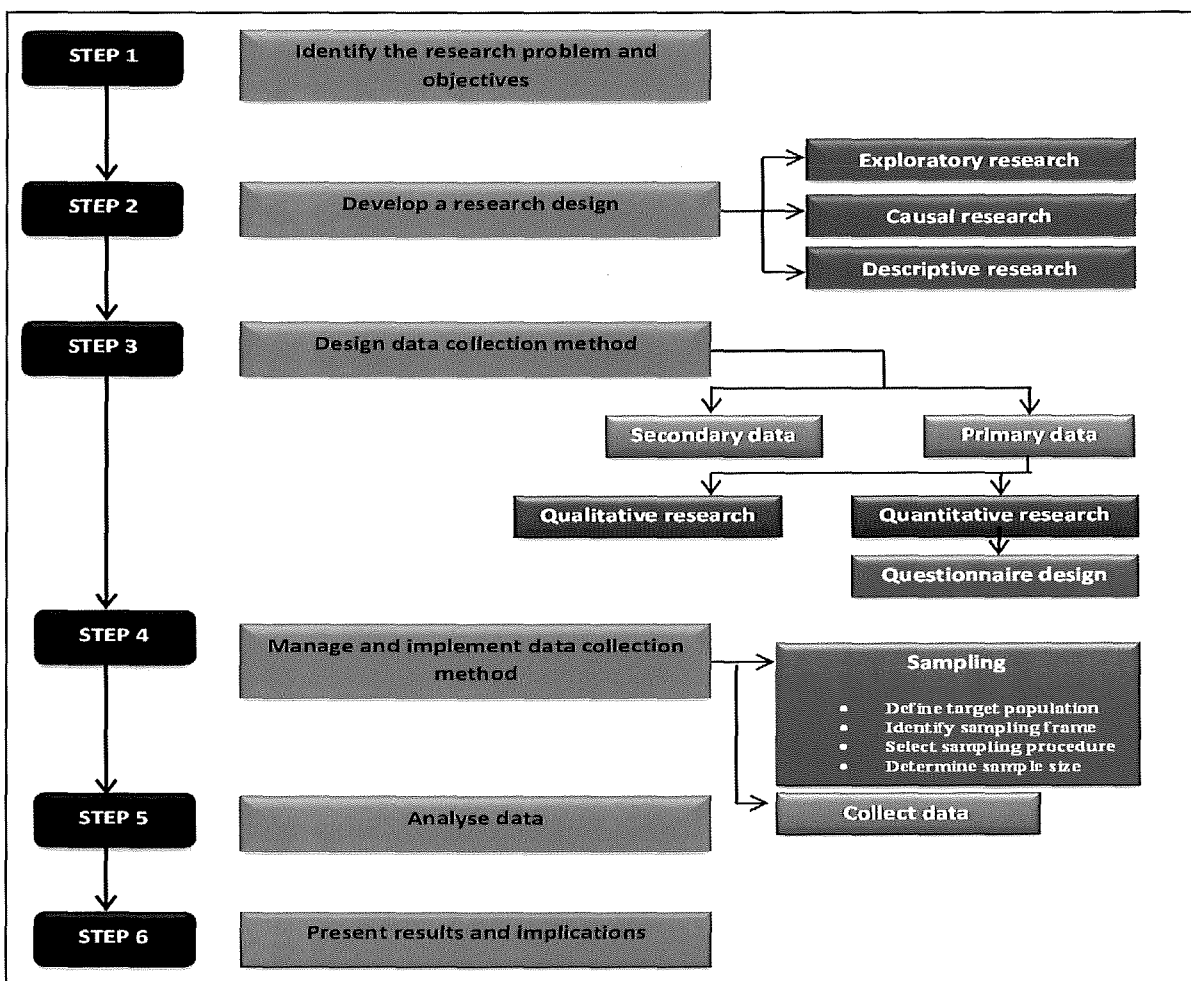 STEP 1
Identify the research problem and
objectives
STEP 2
Develop a research design
Exploratory research
Causal research
Descriptive research
STEP 3
Design data collection method
Secondary data
Primary data
Qualitative research
Quantitative research
Questionnaire design
STEP 4
Manage and implement data collection
method
Sampling
• Define target population
• Identify sampling frame
• Select sampling procedure
• Determine sample size
Collect data
STEP 5
Analyse data
STEP 6
Present results and implications